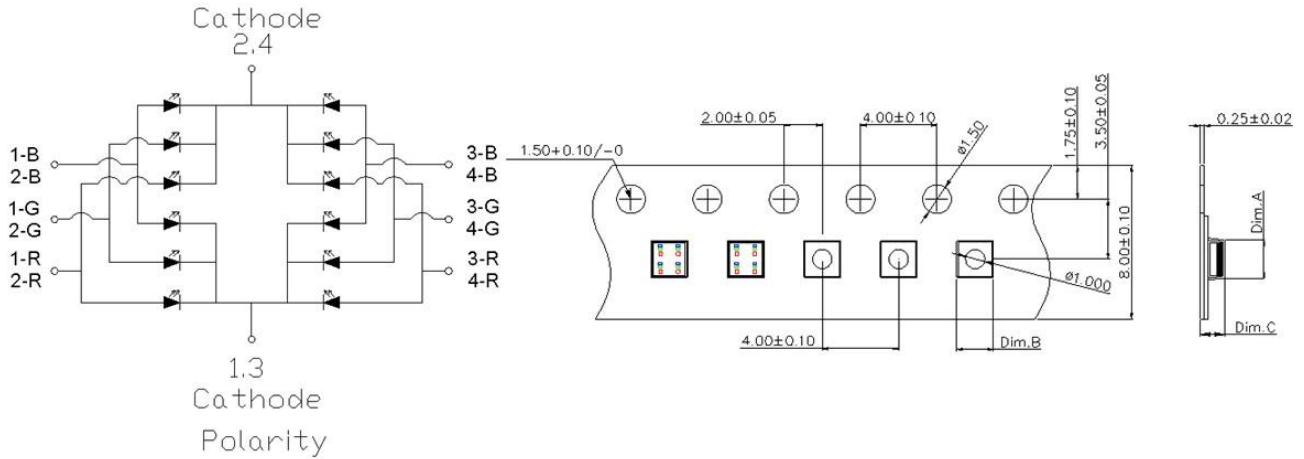 Cathode
2.4
1-B
2-B
1-G
2-G
1-R
2-R
3-B
4-B
3-G
4-G
3-R
4-R
1.3
Cathode
Polarity
1.50+0.10/-0
2.00±0.05
4.00±0.10
ø1.50
1.75±0.10
3.50±0.05
8.00±0.10
ø1.000
4.00±0.10
Dim.B
0.25±0.02
Dim.A
Dim.C